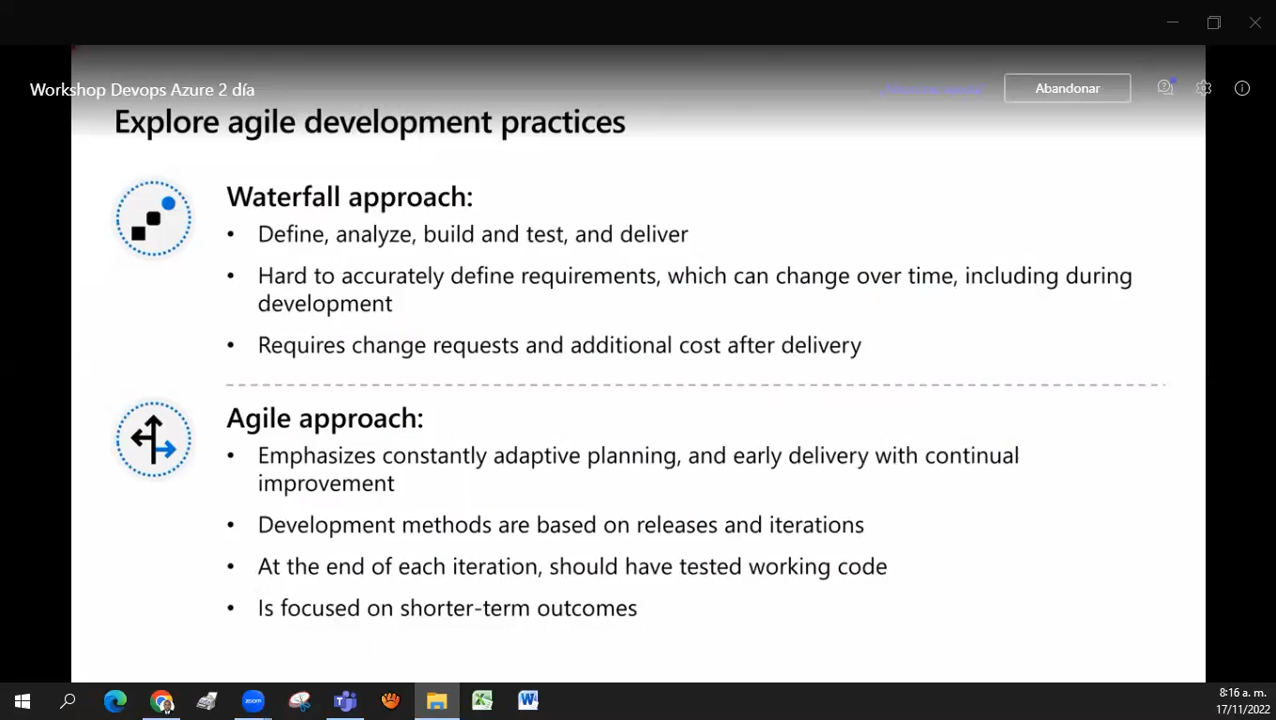 Workshop Devops Azure 2 día
Abandonar
Explore agile development practices
Waterfall approach:
• Define, analyze, build and test, and deliver
• Hard to accurately define requirements, which can change over time, including during
development
• Requires change requests and additional cost after delivery
Agile approach:
• Emphasizes constantly adaptive planning, and early delivery with continual
improvement
• Development methods are based on releases and iterations
• At the end of each iteration, should have tested working code
• Is focused on shorter-term outcomes
zoom
8:16 a. m.
17/11/2022